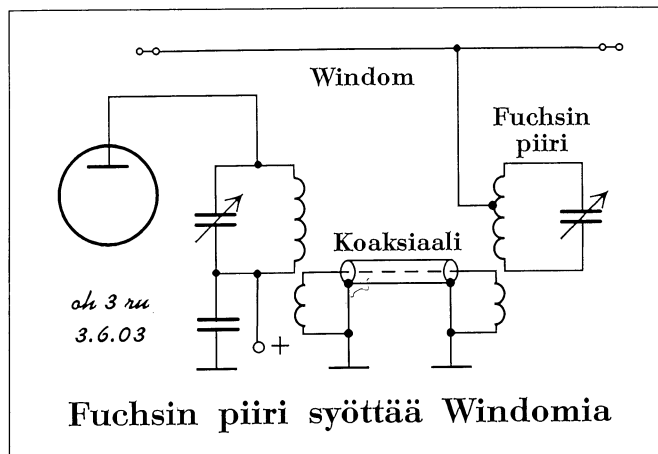 Windom
Fuchsin
piiri
Koaksiaali
oh 3 ru
3.6.03
+
Fuchsin piiri syöttää Windomia